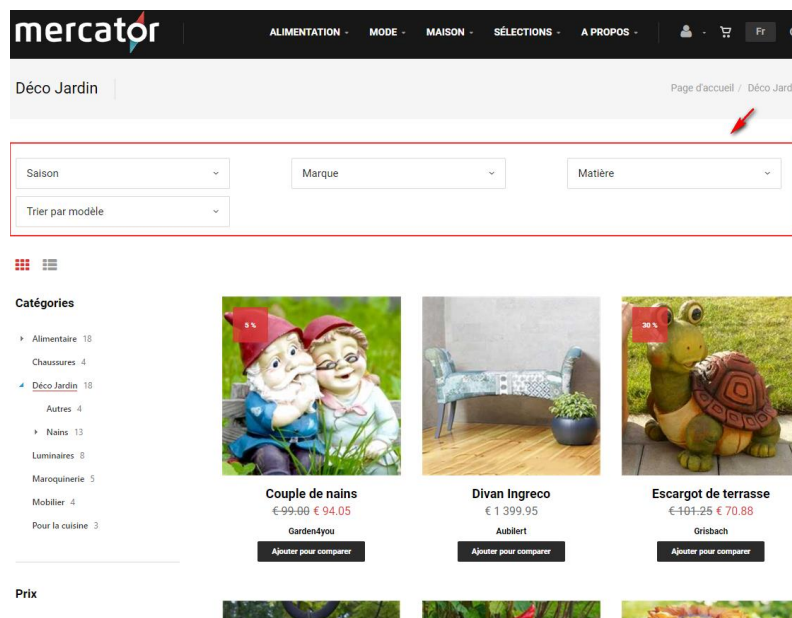 mercator
ALIMENTATION
MODE
MAISON
SÉLECTIONS
A PROPOS
Fr
Déco Jardin
Page d'accueil / Déco Jard
Saison
Marque
Matière
Trier par modèle
Catégories
Alimentaire 18
Chaussures 4
Déco Jardin 18
Autres 4
Nains 13
Luminaires 8
Maroquinerie 5
Mobilier 4
Pour la cuisine 3
Prix
5 %
30 %
Couple de nains
€ 99.00 € 94.05
Garden4you
Ajouter pour comparer
Divan Ingreco
€ 1 399.95
Aubilert
Ajouter pour comparer
Escargot de terrasse
€ 101.25 € 70.88
Grisbach
Ajouter pour comparer